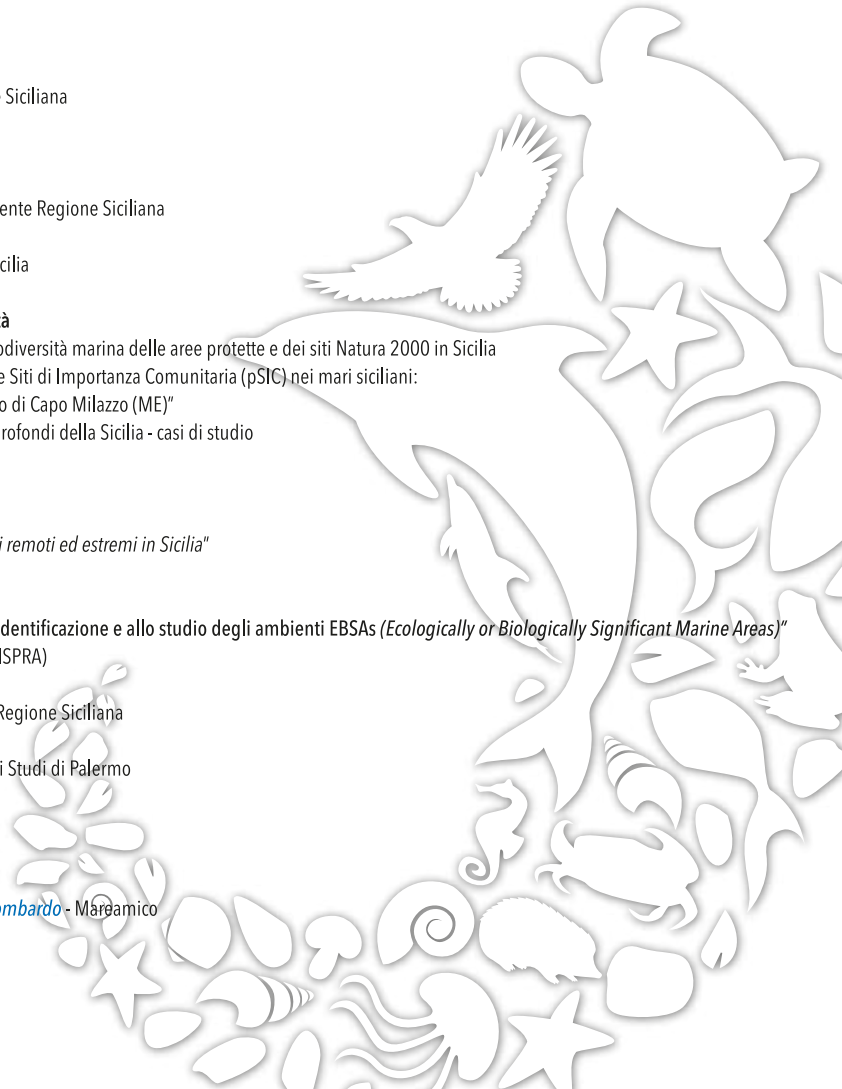 Siciliana
ente Regione Siciliana
cilia
tà
odiversità marina delle aree protette e dei siti Natura 2000 in Sicilia
e Siti di Importanza Comunitaria (pSIC) nei mari siciliani:
o di Capo Milazzo (ME)"
rofondi della Sicilia - casi di studio
i remoti ed estremi in Sicilia"
dentificazione e allo studio degli ambienti EBSAs (Ecologically or Biologically Significant Marine Areas)"
ISPRA)
Regione Siciliana
i Studi di Palermo
ombardo - Mareamico